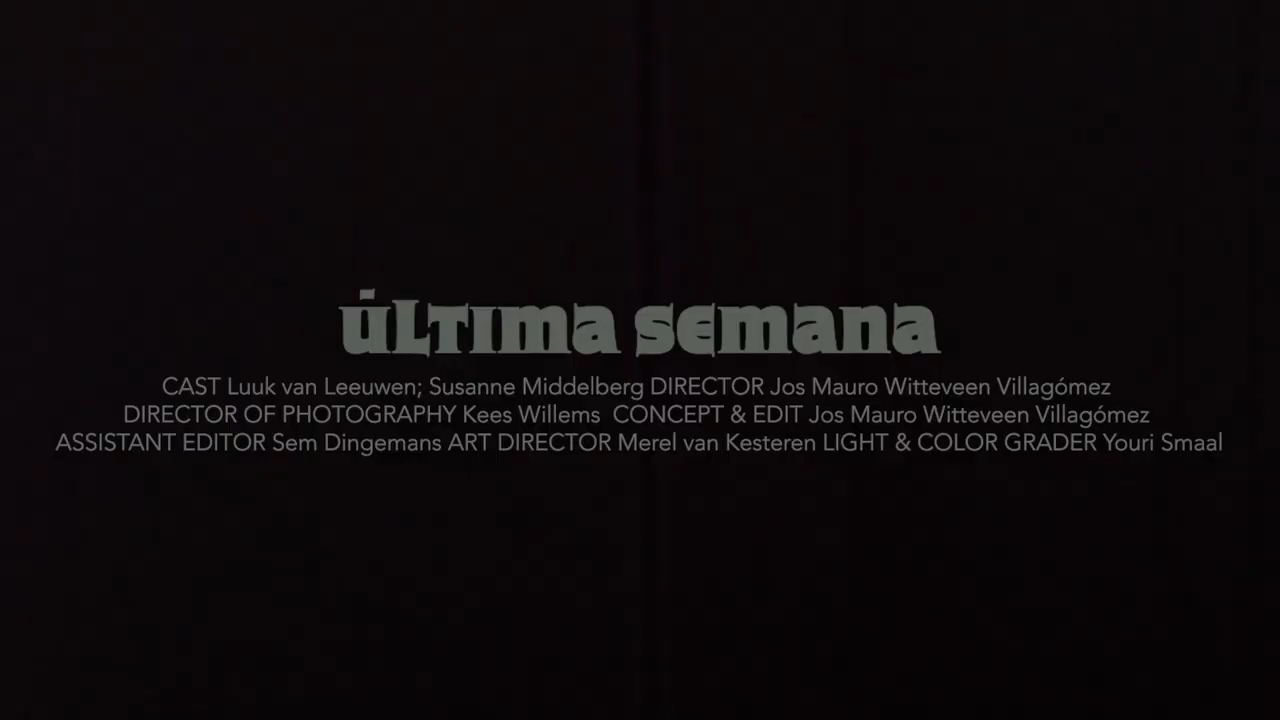 ÚLTIMA SEMANA
CAST Luuk van Leeuwen; Susanne Middelberg DIRECTOR Jos Mauro Witteveen Villagómez
DIRECTOR OF PHOTOGRAPHY Kees Willems CONCEPT & EDIT Jos Mauro Witteveen Villagómez
ASSISTANT EDITOR Sem Dingemans ART DIRECTOR Merel van Kesteren LIGHT & COLOR GRADER Youri Smaal